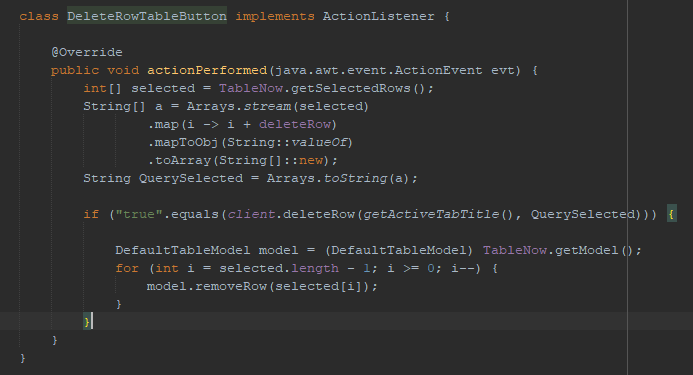 class DeleteRowTableButton implements ActionListener {
@Override
public void actionPerformed(java.awt.event.ActionEvent evt) {
int[] selected = TableNow.getSelectedRows();
String[] a = Arrays.stream(selected)
.map(i -> i + deleteRow)
.mapToObj(String::valueOf)
.toArray(String[]::new);
String QuerySelected = Arrays.toString(a);
if ("true".equals(client.deleteRow(getActiveTabTitle(), QuerySelected))) {
DefaultTableModel model = (DefaultTableModel) TableNow.getModel();
for (int i = selected.length - 1; i >= 0; i--) {
model.removeRow(selected[i]);
}
}
}
}